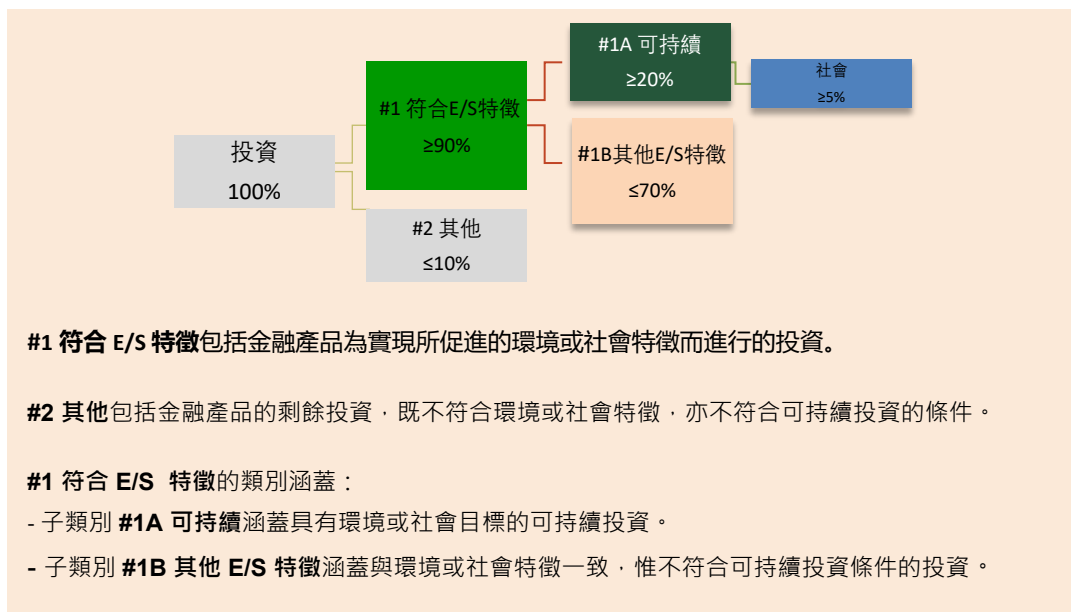 #1A 可持續
≥20%
社會
≥5%
#1 符合E/S特徵
≥90%
投資
100%
#1B其他E/S特徵
≤70%
#2 其他
≤10%
#1 符合 E/S 特徵包括金融產品為實現所促進的環境或社會特徵而進行的投資。
#2 其他包括金融產品的剩餘投資，既不符合環境或社會特徵，亦不符合可持續投資的條件。
#1 符合 E/S 特徵的類別涵蓋：
- 子類別 #1A 可持續涵蓋具有環境或社會目標的可持續投資。
- 子類別 #1B 其他 E/S 特徵涵蓋與環境或社會特徵一致，惟不符合可持續投資條件的投資。